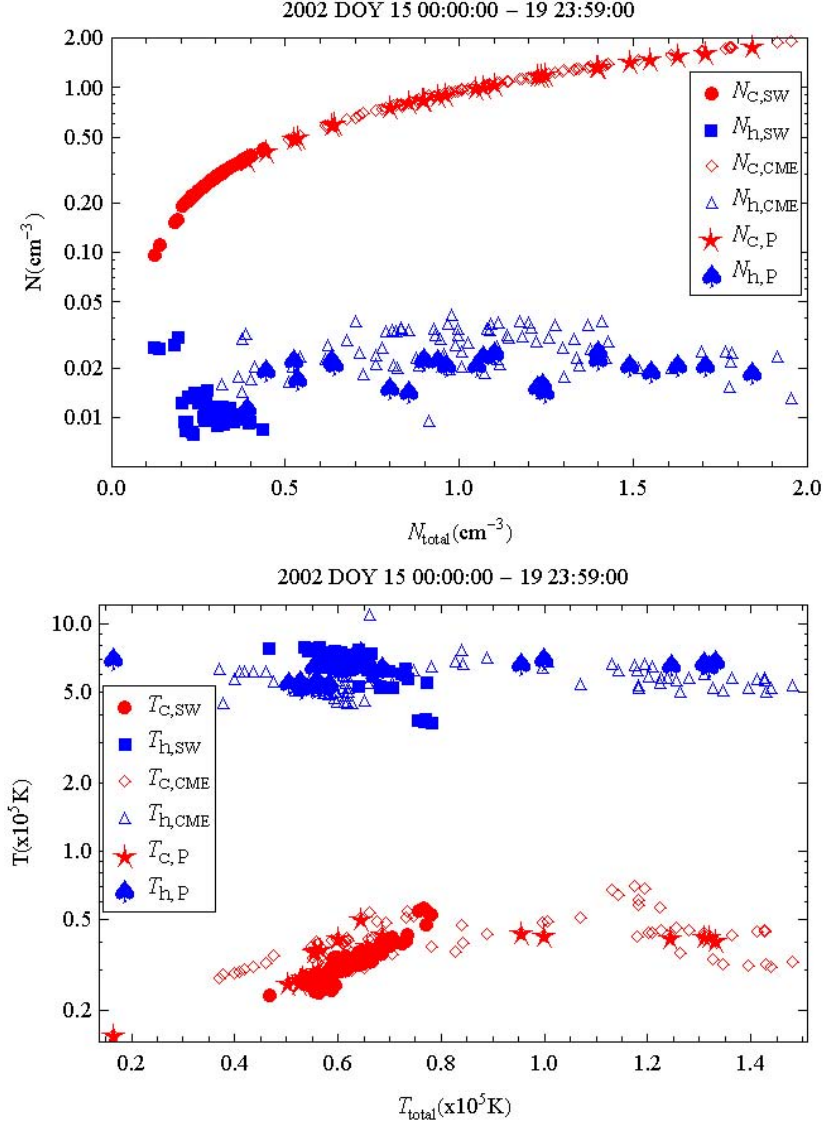 2002 DOY 15 00:00:00 – 19 23:59:00
2.00
1.00
0.50
0.20
0.10
0.05
0.02
0.01
N(cm⁻³)
N_C,SW
N_h,SW
N_C,CME
N_h,CME
N_C,P
N_h,P
0.0 0.5 1.0 1.5 2.0
N_total(cm⁻³)
2002 DOY 15 00:00:00 – 19 23:59:00
10.0
5.0
2.0
1.0
0.5
0.2
T(x10⁵K)
T_C,SW
T_h,SW
T_C,CME
T_h,CME
T_C,P
T_h,P
0.2 0.4 0.6 0.8 1.0 1.2 1.4
T_total(x10⁵K)